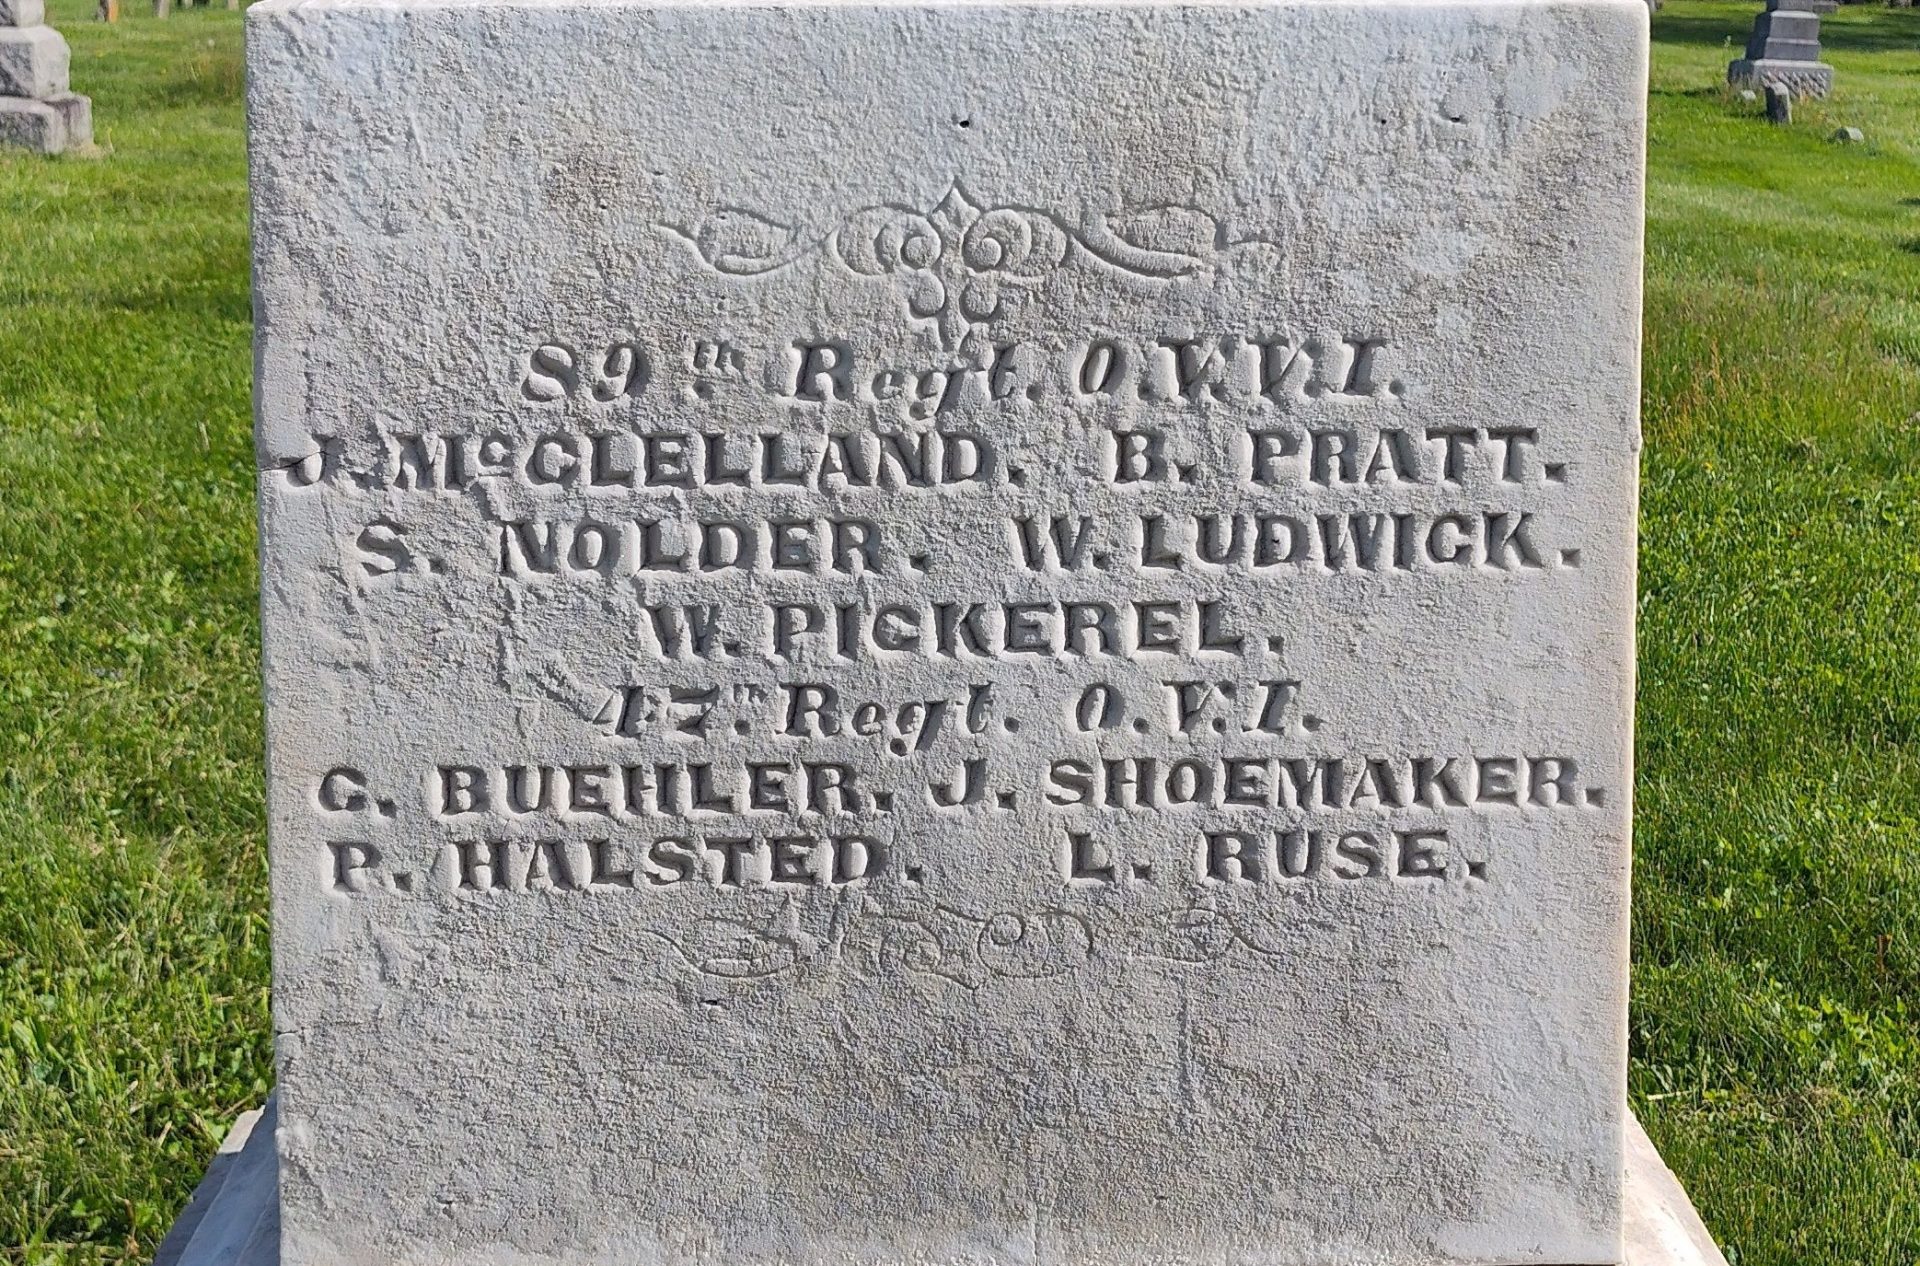 89th Regt. O.V.V.I.
J. McCLELLAND. B. PRATT.
S. NOLDER. W. LUDWICK.
W. PICKEREL.
47th Regt. O.V.I.
G. BUEHLER. J. SHOEMAKER.
P. HALSTED. L. RUSE.